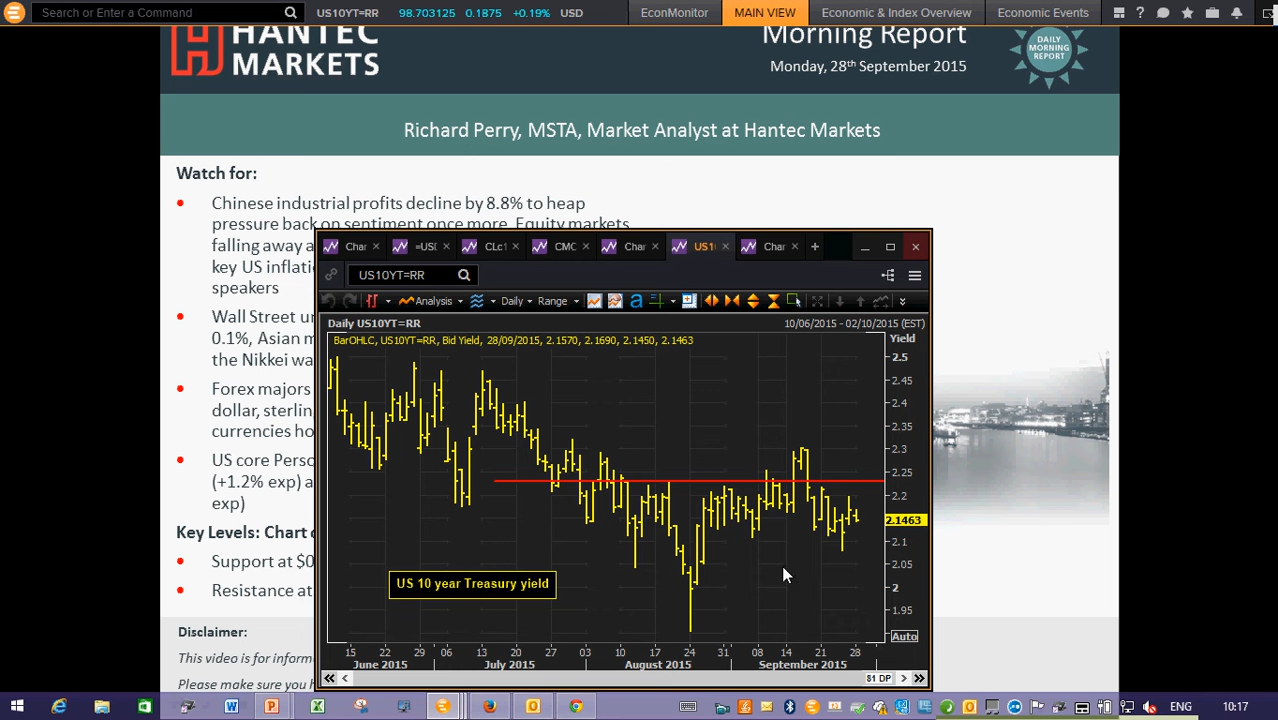 Search or Enter a Command
US10YT=RR 98.703125 0.1875 +0.19% USD
EconMonitor
MAIN VIEW
Economic & Index Overview
Economic Events
HANTEC
MARKETS
Morning Report
Monday, 28th September 2015
DAILY
MORNING
REPORT
Richard Perry, MSTA, Market Analyst at Hantec Markets
Watch for:
Chinese industrial profits decline by 8.8% to heap
pressure back on sentiment once more. Equity markets
falling away a
key US inflati
speakers
Wall Street un
0.1%, Asian m
the Nikkei wa
Forex majors
dollar, sterlin
currencies ho
US core Perso
(+1.2% exp) a
exp)
Key Levels: Chart o
Support at $0
Resistance at
Disclaimer:
This video is for inform
Please make sure you h
Char
=USD
CLc1
CMC
Char
US10
Char
US10YT=RR
Analysis
Daily
Range
Daily US10YT=RR
10/06/2015 - 02/10/2015 (EST)
BarOHLC, US10YT=RR, Bid Yield, 28/09/2015, 2.1570, 2.1690, 2.1450, 2.1463
Yield
2.5
2.45
2.4
2.35
2.3
2.25
2.2
2.1463
2.1
2.05
2
1.95
Auto
US 10 year Treasury yield
15 22 29 06 13 20 27 03 10 17 24 31 08 14 21 28
June 2015 July 2015 August 2015 September 2015
81 DP
ENG
10:17